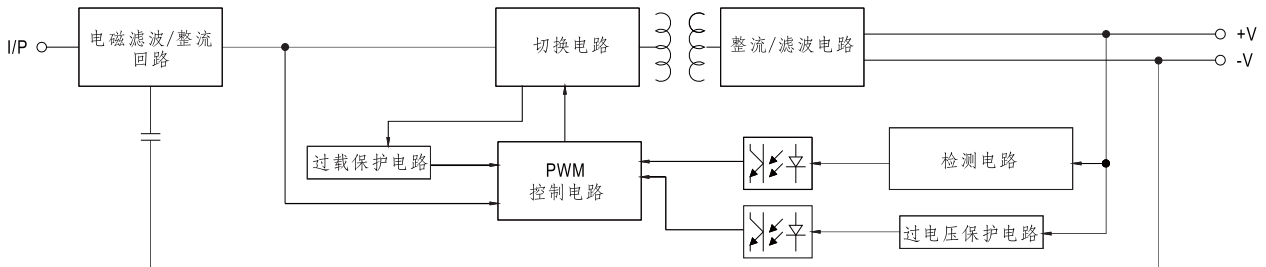 I/P
电磁滤波/整流
回路
切换电路
整流/滤波电路
+V
-V
过载保护电路
PWM
控制电路
检测电路
过电压保护电路